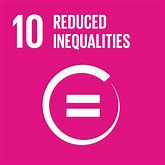 10 REDUCED
INEQUALITIES
=